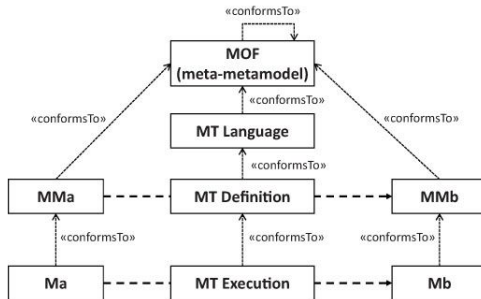 «conformsTo»
MOF
(meta-metamodel)
«conformsTo»
«conformsTo»
«conformsTo»
MT Language
«conformsTo»
MMa
MT Definition
MMb
«conformsTo»
«conformsTo»
«conformsTo»
Ma
MT Execution
Mb